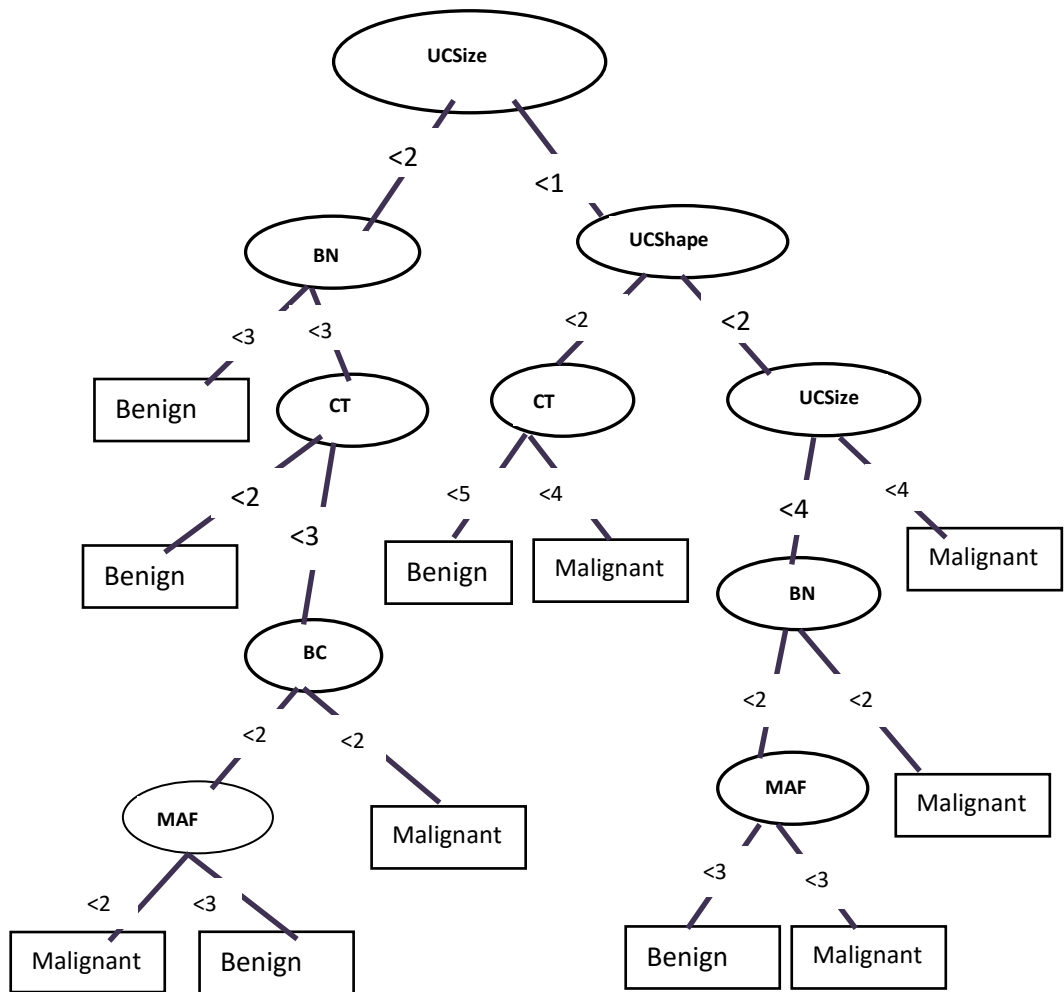 UCSize
<2
<1
BN
UCShape
<3
<3
<2
<2
Benign
CT
CT
UCSize
<2
<3
<5
<4
<4
<4
Benign
Benign
Malignant
Malignant
BC
BN
<2
<2
<2
<2
MAF
Malignant
MAF
Malignant
<2
<3
<3
<3
Malignant
Benign
Benign
Malignant